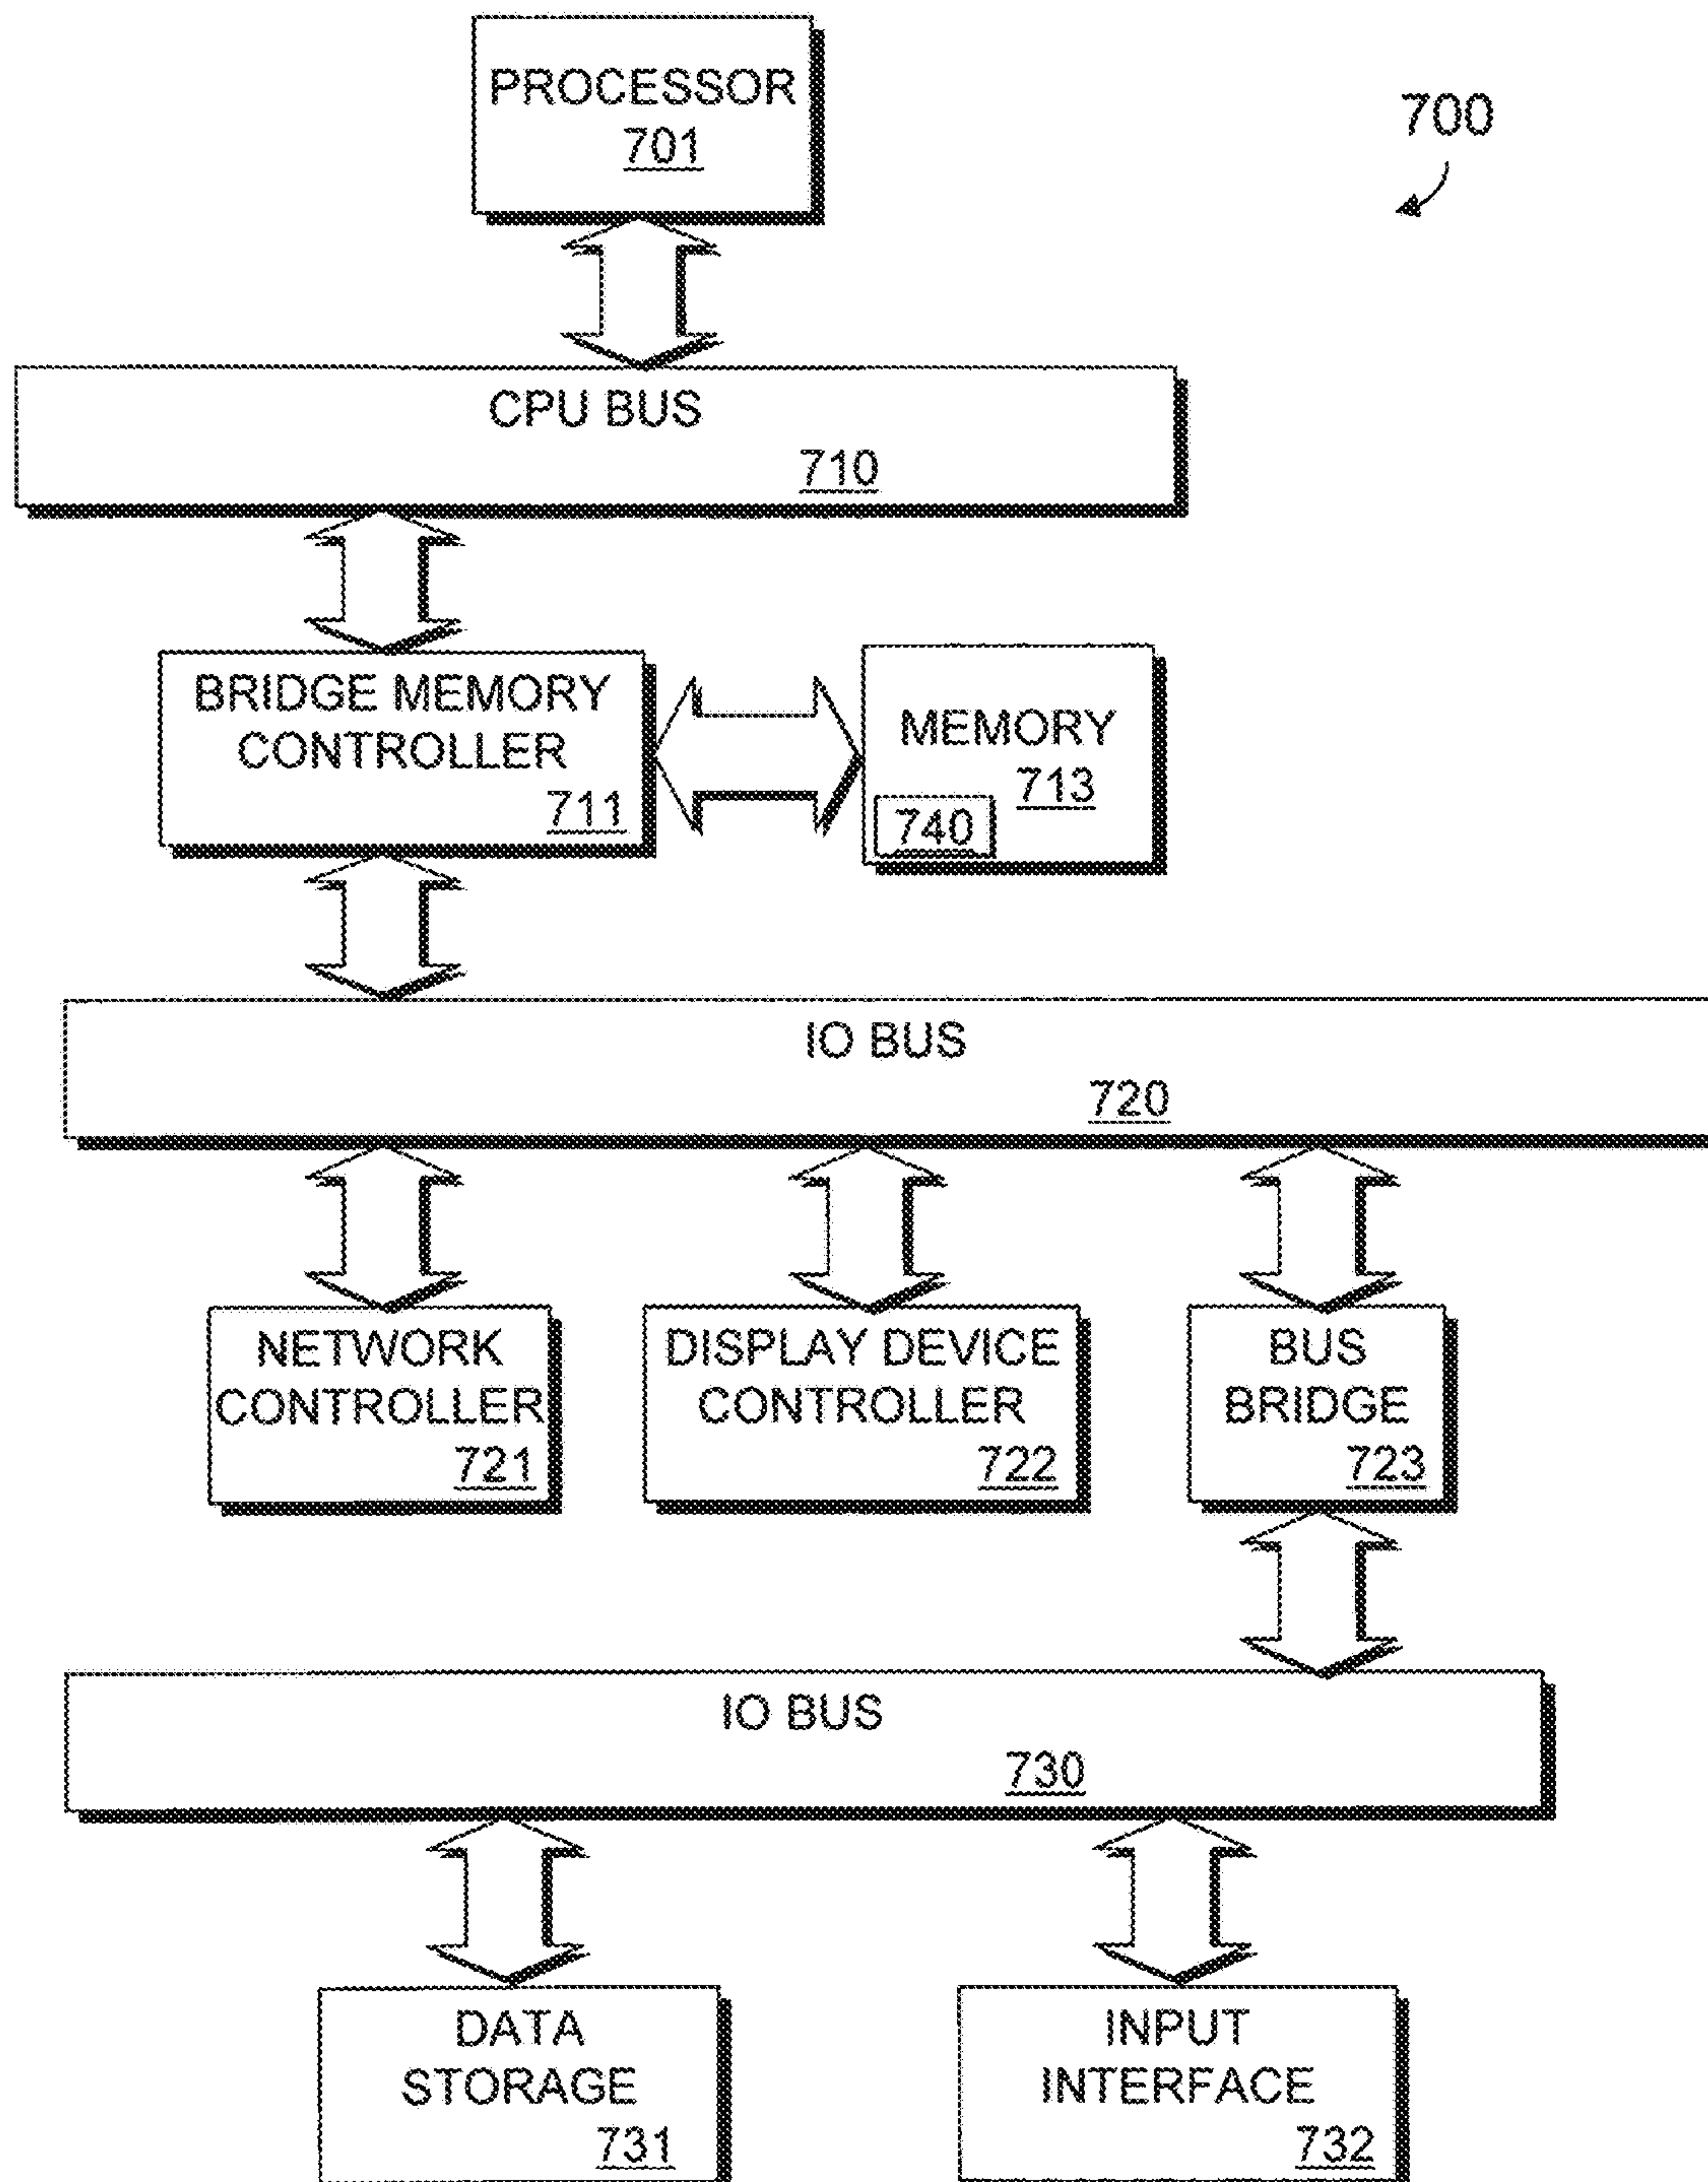 PROCESSOR
701
700
CPU BUS
710
BRIDGE MEMORY
CONTROLLER
711
MEMORY
713
740
IO BUS
720
NETWORK
CONTROLLER
721
DISPLAY DEVICE
CONTROLLER
722
BUS
BRIDGE
723
IO BUS
730
DATA
STORAGE
731
INPUT
INTERFACE
732